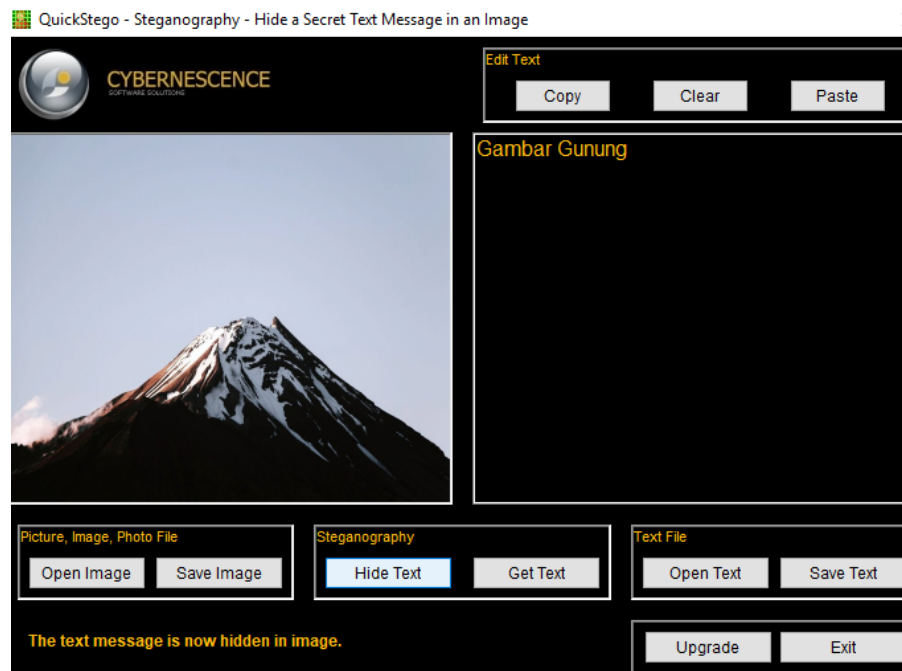 QuickStego - Steganography - Hide a Secret Text Message in an Image
CYBERNESCENCE
SOFTWARE SOLUTIONS
Edit Text
Copy Clear Paste
Gambar Gunung
Picture, Image, Photo File
Open Image Save Image
Steganography
Hide Text Get Text
Text File
Open Text Save Text
The text message is now hidden in image.
Upgrade Exit